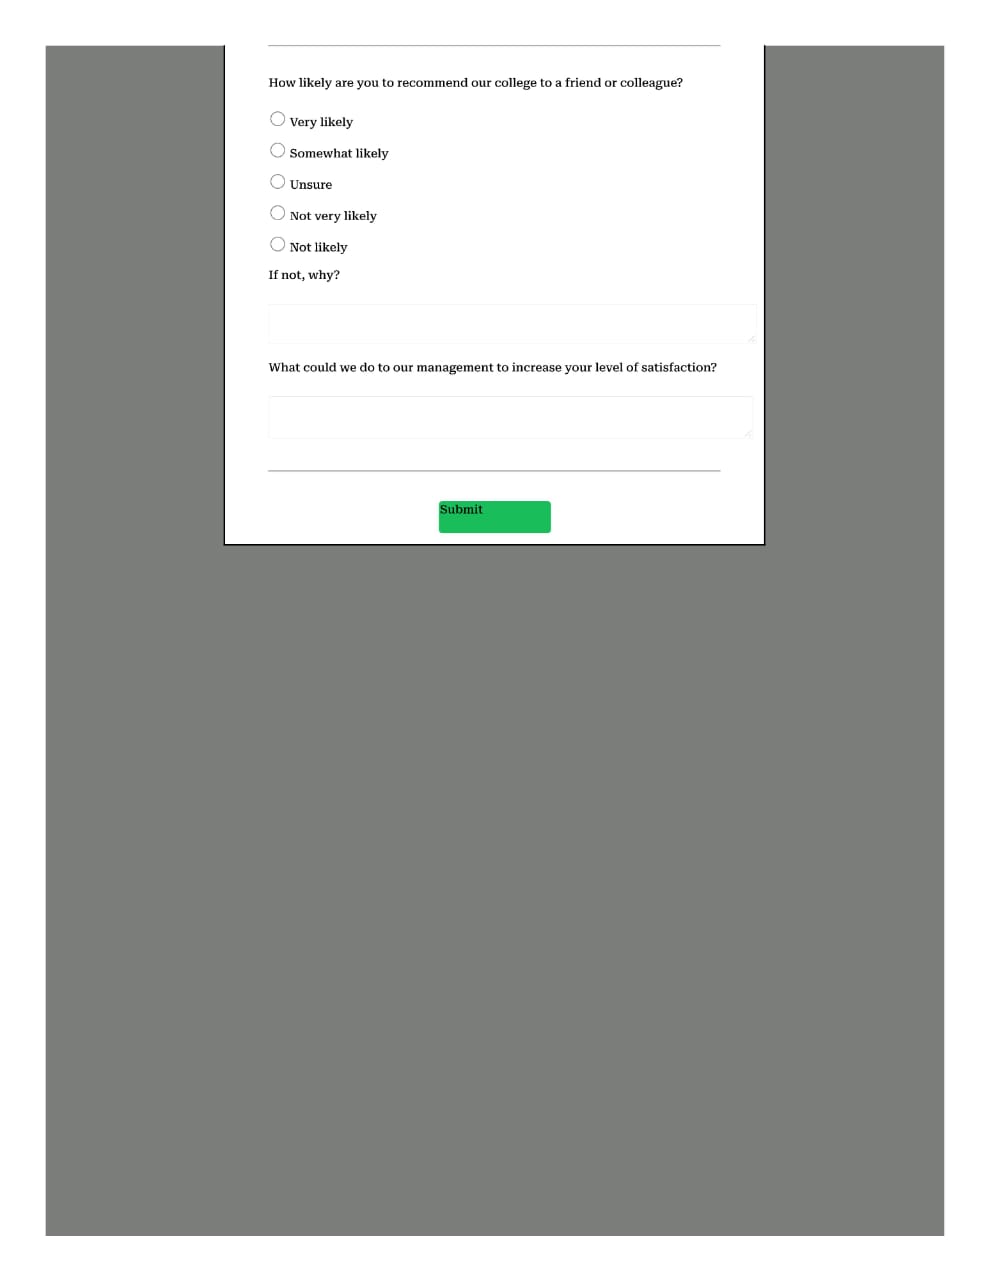 How likely are you to recommend our college to a friend or colleague?
Very likely
Somewhat likely
Unsure
Not very likely
Not likely
If not, why?
What could we do to our management to increase your level of satisfaction?
Submit